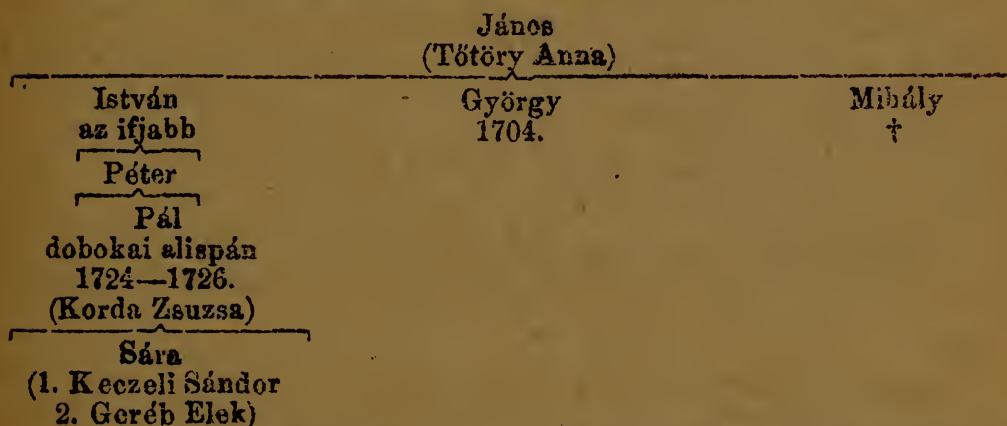 János
(Tőtöry Anna)
István György Mihály
az ifjabb 1704. †
Péter
Pál
dobokai alispán
1724—1726.
(Korda Zsuzsa)
Sára
(1. Keczeli Sándor
2. Geréb Elek)